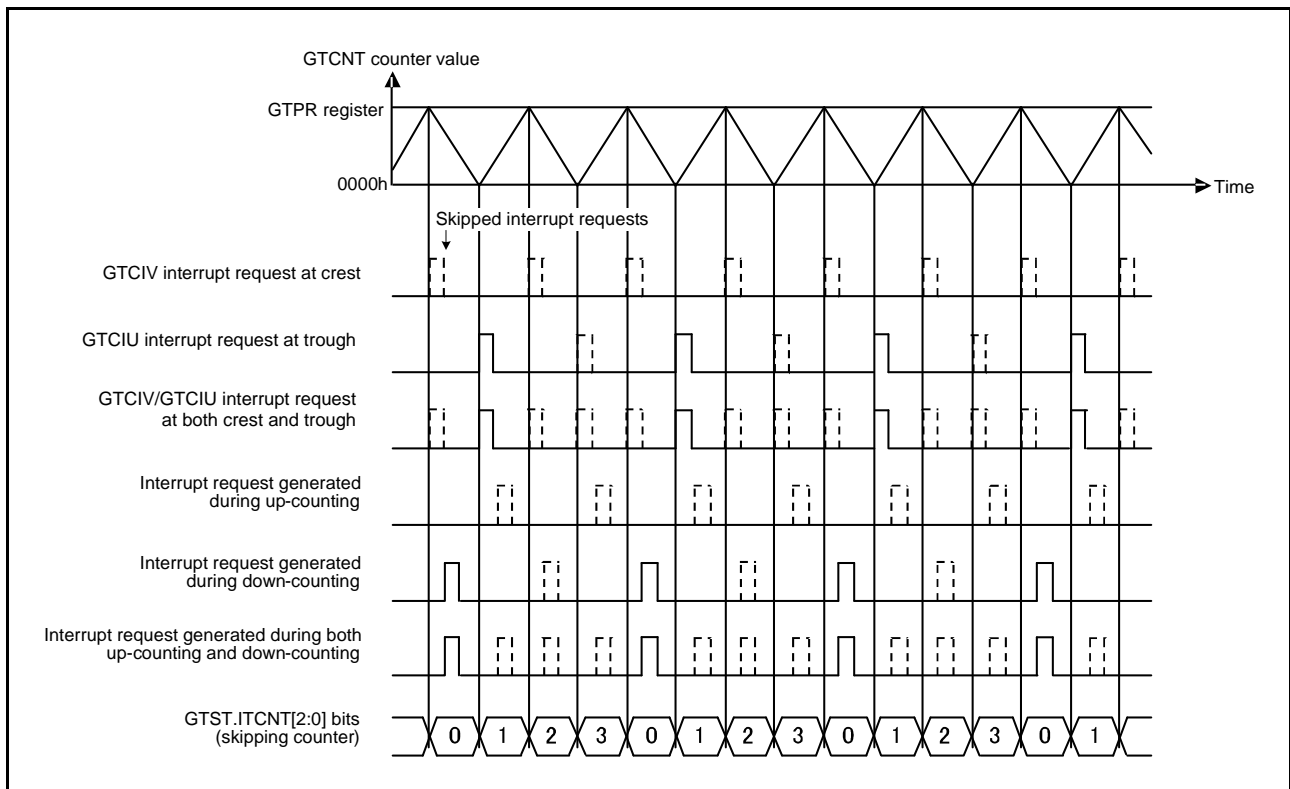 GTCNT counter value
GTPR register
0000h
Time
Skipped interrupt requests
GTCIV interrupt request at crest
GTCIU interrupt request at trough
GTCIV/GTCIU interrupt request
at both crest and trough
Interrupt request generated
during up-counting
Interrupt request generated
during down-counting
Interrupt request generated during both
up-counting and down-counting
GTST.ITCNT[2:0] bits
(skipping counter)
0 1 2 3 0 1 2 3 0 1 2 3 0 1